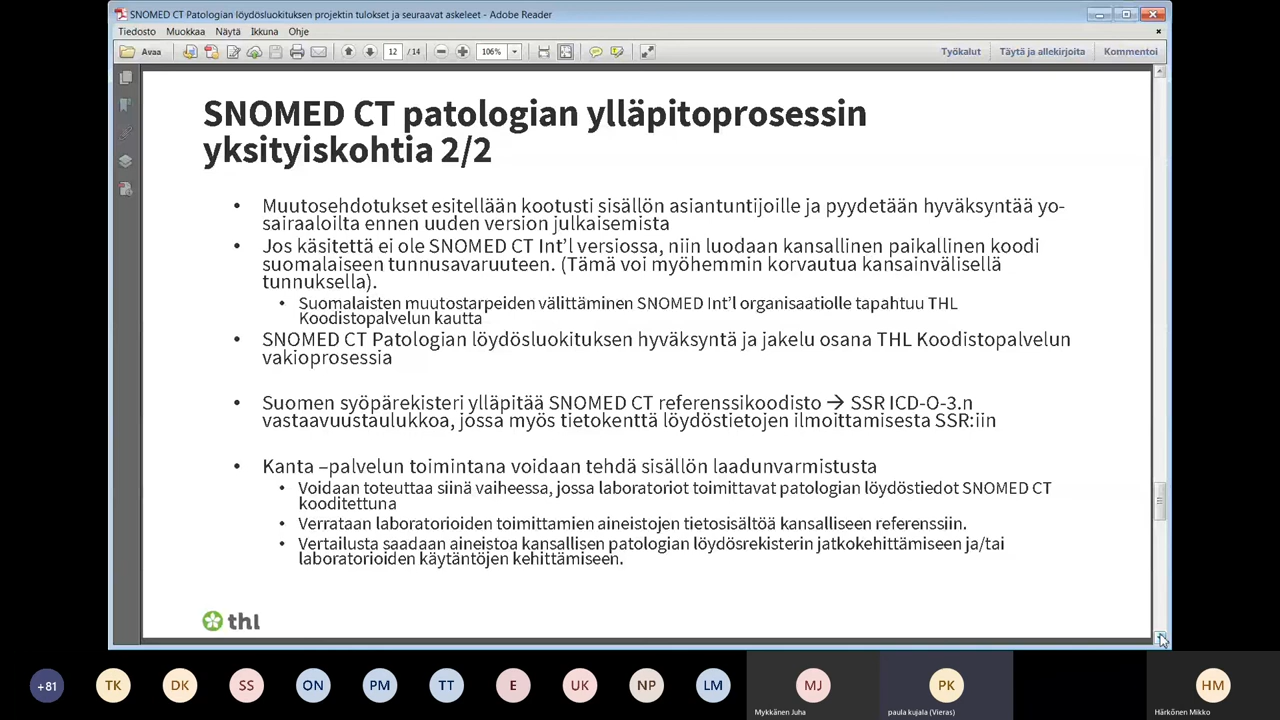 SNOMED CT Patologian löydösluokituksen projektin tulokset ja seuraavat askeleet - Adobe Reader
Tiedosto Muokkaa Näytä Ikkuna Ohje
Avaa 12 / 14 106% Työkalut Täytä ja allekirjoita Kommentoi
SNOMED CT patologian ylläpitoprosessin
yksityiskohtia 2/2
• Muutosehdotukset esitellään kootusti sisällön asiantuntijoille ja pyydetään hyväksyntää yo-
sairaaloilta ennen uuden version julkaisemista
• Jos käsitettä ei ole SNOMED CT Int’l versiossa, niin luodaan kansallinen paikallinen koodi
suomalaiseen tunnusavaruuteen. (Tämä voi myöhemmin korvautua kansainvälisellä
tunnuksella).
• Suomalaisten muutostarpeiden välittäminen SNOMED Int’l organisaatiolle tapahtuu THL
Koodistopalvelun kautta
• SNOMED CT Patologian löydösluokituksen hyväksyntä ja jakelu osana THL Koodistopalvelun
vakioprosessia
• Suomen syöpärekisteri ylläpitää SNOMED CT referenssikoodisto → SSR ICD-O-3.n
vastaavuustaulukkoa, jossa myös tietokenttä löydöstietojen ilmoittamisesta SSR:iin
• Kanta –palvelun toimintana voidaan tehdä sisällön laadunvarmistusta
• Voidaan toteuttaa siinä vaiheessa, jossa laboratoriot toimittavat patologian löydöstiedot SNOMED CT
kooditettuna
• Verrataan laboratorioiden toimittamien aineistojen tietosisältöä kansalliseen referenssiin.
• Vertailusta saadaan aineistoa kansallisen patologian löydösrekisterin jatkokehittämiseen ja/tai
laboratorioiden käytäntöjen kehittämiseen.
thl
+81 TK DK SS ON PM TT E UK NP LM MJ PK HM
Mykkänen Juha paula kujala (Vieras) Härkönen Mikko